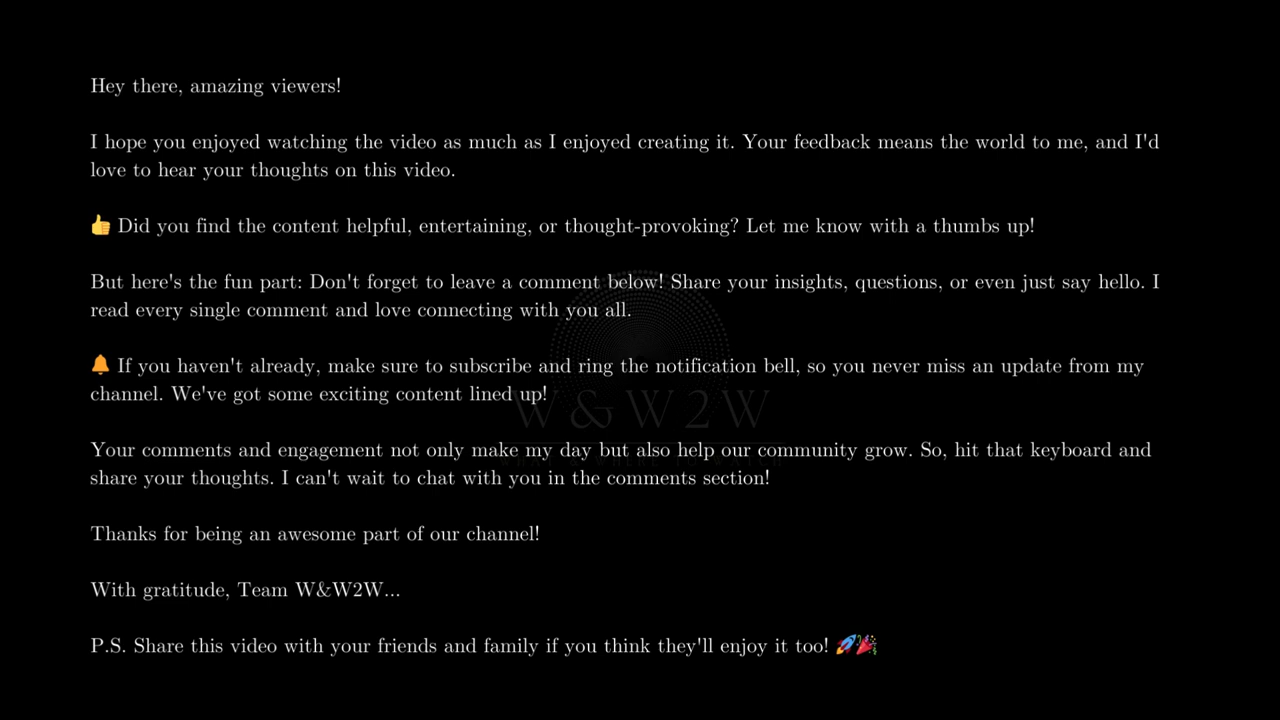 Hey there, amazing viewers!
I hope you enjoyed watching the video as much as I enjoyed creating it. Your feedback means the world to me, and I'd
love to hear your thoughts on this video.
👍 Did you find the content helpful, entertaining, or thought-provoking? Let me know with a thumbs up!
But here's the fun part: Don't forget to leave a comment below! Share your insights, questions, or even just say hello. I
read every single comment and love connecting with you all.
🔔 If you haven't already, make sure to subscribe and ring the notification bell, so you never miss an update from my
channel. We've got some exciting content lined up!
W&W2W
Your comments and engagement not only make my day but also help our community grow. So, hit that keyboard and
share your thoughts. I can't wait to chat with you in the comments section!
Thanks for being an awesome part of our channel!
With gratitude, Team W&W2W...
P.S. Share this video with your friends and family if you think they'll enjoy it too! 🚀🎉